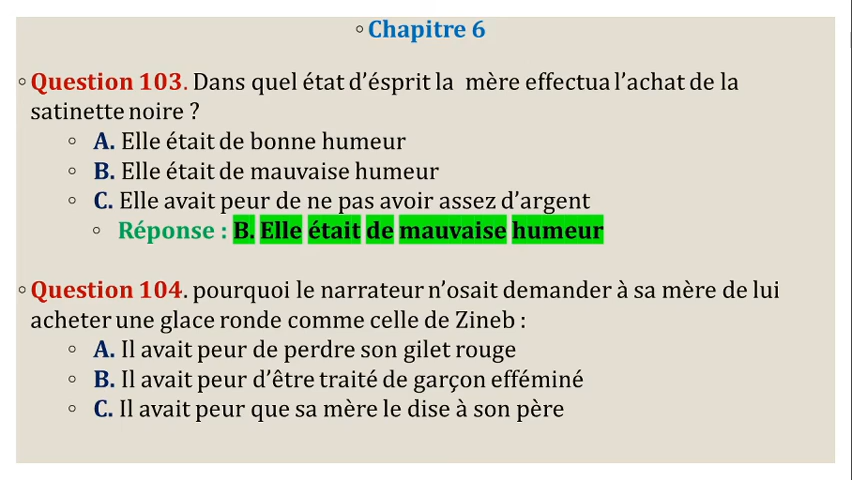 Chapitre 6
Question 103. Dans quel état d’ésprit la mère effectua l’achat de la
satinette noire ?
A. Elle était de bonne humeur
B. Elle était de mauvaise humeur
C. Elle avait peur de ne pas avoir assez d’argent
Réponse : B. Elle était de mauvaise humeur
Question 104. pourquoi le narrateur n’osait demander à sa mère de lui
acheter une glace ronde comme celle de Zineb :
A. Il avait peur de perdre son gilet rouge
B. Il avait peur d’être traité de garçon efféminé
C. Il avait peur que sa mère le dise à son père